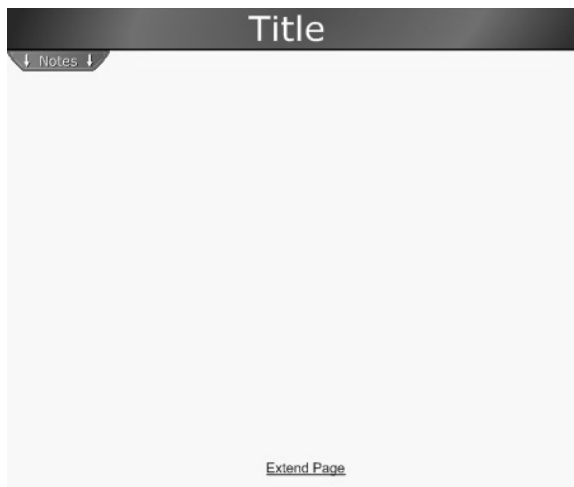 Title
↓ Notes ↓
Extend Page